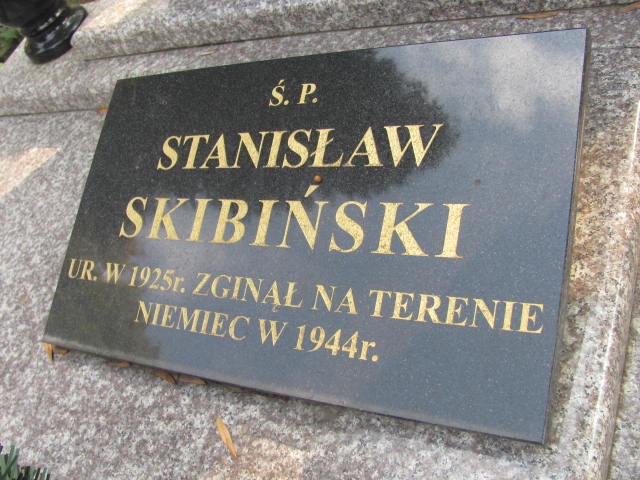 Ś. P.
STANISŁAW
SKIBIŃSKI
UR. W 1925r. ZGINĄŁ NA TERENIE
NIEMIEC W 1944r.